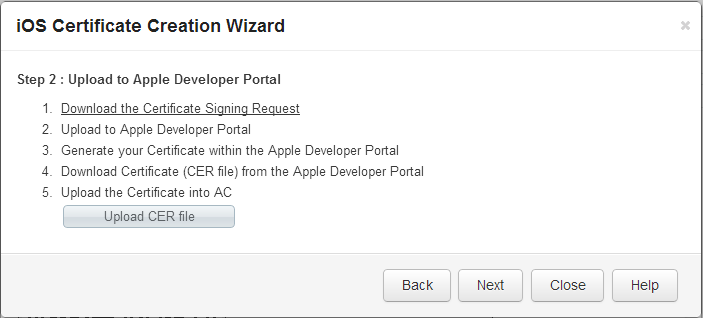 iOS Certificate Creation Wizard
Step 2 : Upload to Apple Developer Portal
1. Download the Certificate Signing Request
2. Upload to Apple Developer Portal
3. Generate your Certificate within the Apple Developer Portal
4. Download Certificate (CER file) from the Apple Developer Portal
5. Upload the Certificate into AC
Upload CER file
Back Next Close Help